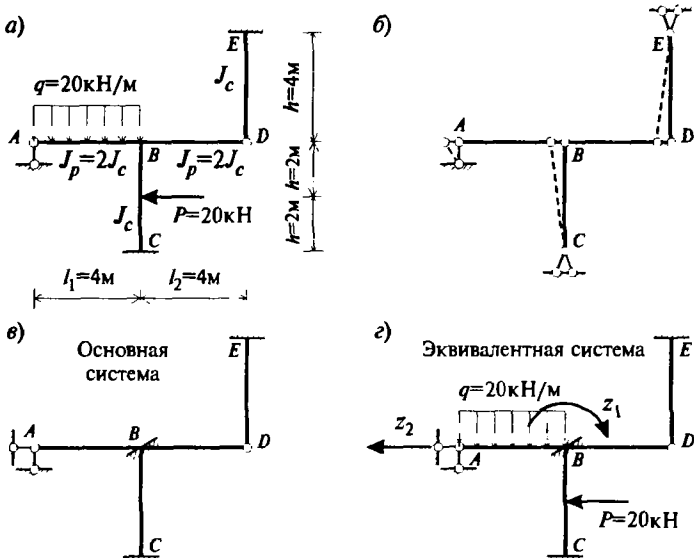 а)
E
J_c
h=4м
q=20кН/м
A
B
D
J_p=2J_c
J_p=2J_c
h=2м
J_c
P=20кН
h=2м
C
l_1=4м
l_2=4м
б)
E
A
B
D
C
в)
Основная
система
E
A
B
D
C
г)
Эквивалентная система
E
q=20кН/м
z_1
z_2
A
B
D
P=20кН
C